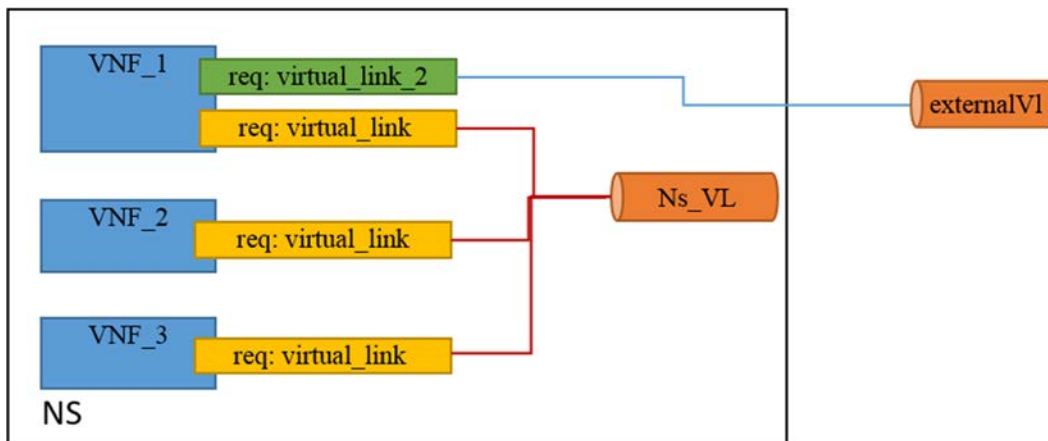 VNF_1
req: virtual_link_2
externalVl
req: virtual_link
Ns_VL
VNF_2
req: virtual_link
VNF_3
req: virtual_link
NS